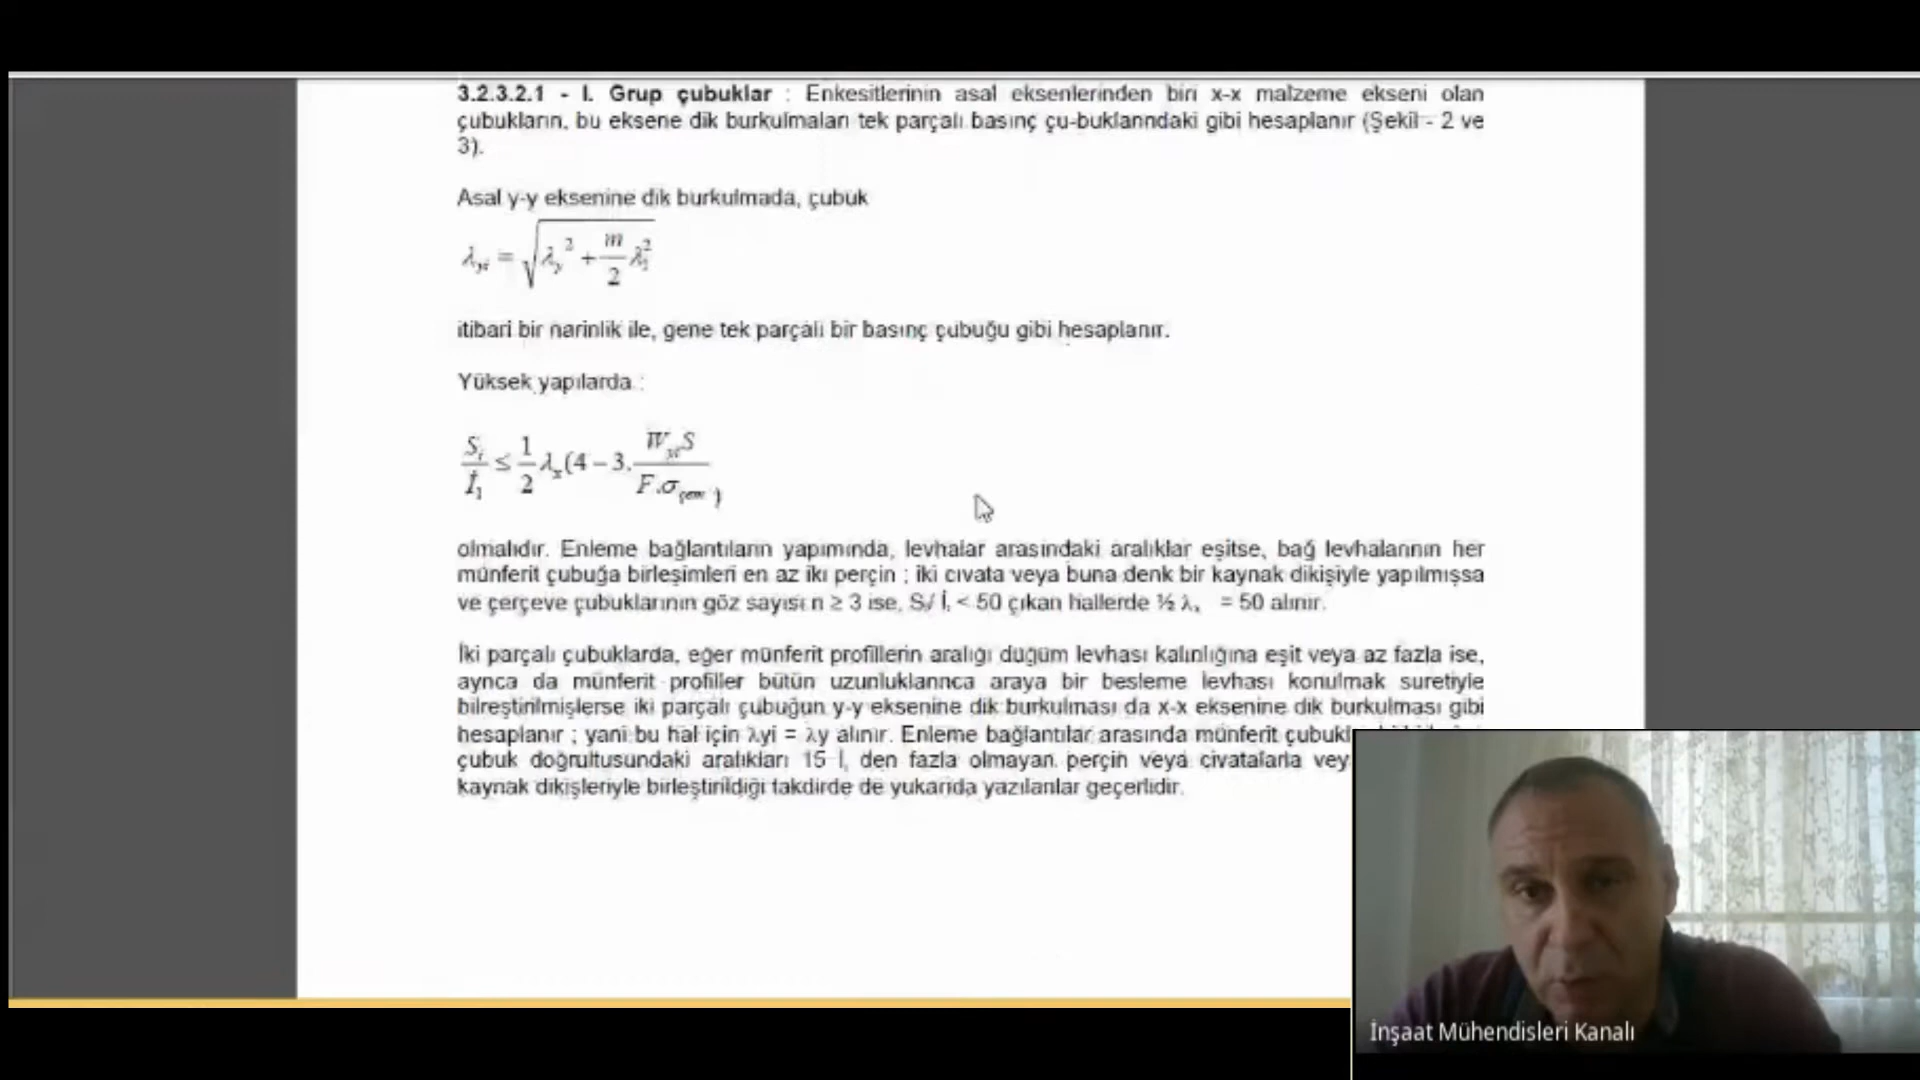 3.2.3.2.1 - I. Grup çubuklar : Enkesitlerinin asal eksenlerinden biri x-x malzeme ekseni olan
çubukların, bu eksene dik burkulmaları tek parçalı basınç çu-buklarındaki gibi hesaplanır (Şekil - 2 ve
3).
Asal y-y eksenine dik burkulmada, çubuk
λyi = √(λy² + m/2 λ1²)
itibari bir narinlik ile, gene tek parçalı bir basınç çubuğu gibi hesaplanır.
Yüksek yapılarda :
Si/İ1 ≤ 1/2 λx(4 – 3. WyiS / F.σçem )
olmalıdır. Enleme bağlantıların yapımında, levhalar arasındaki aralıklar eşitse, bağ levhalarının her
münferit çubuğa birleşimleri en az iki perçin ; iki cıvata veya buna denk bir kaynak dikişiyle yapılmışsa
ve çerçeve çubuklarının göz sayısı n ≥ 3 ise, S/ İ, < 50 çıkan hallerde ½ λx = 50 alınır.
İki parçalı çubuklarda, eğer münferit profillerin aralığı düğüm levhası kalınlığına eşit veya az fazla ise,
ayrıca da münferit profiller bütün uzunluklarınca araya bir besleme levhası konulmak suretiyle
bilreştirilmişlerse iki parçalı çubuğun y-y eksenine dik burkulması da x-x eksenine dik burkulması gibi
hesaplanır ; yani bu hal için λyi = λy alınır. Enleme bağlantılar arasında münferit
çubuk doğrultusundaki aralıkları 15 İ, den fazla olmayan perçin veya civatalarla
kaynak dikişleriyle birleştirildiği takdirde de yukarıda yazılanlar geçerlidir.
İnşaat Mühendisleri Kanalı